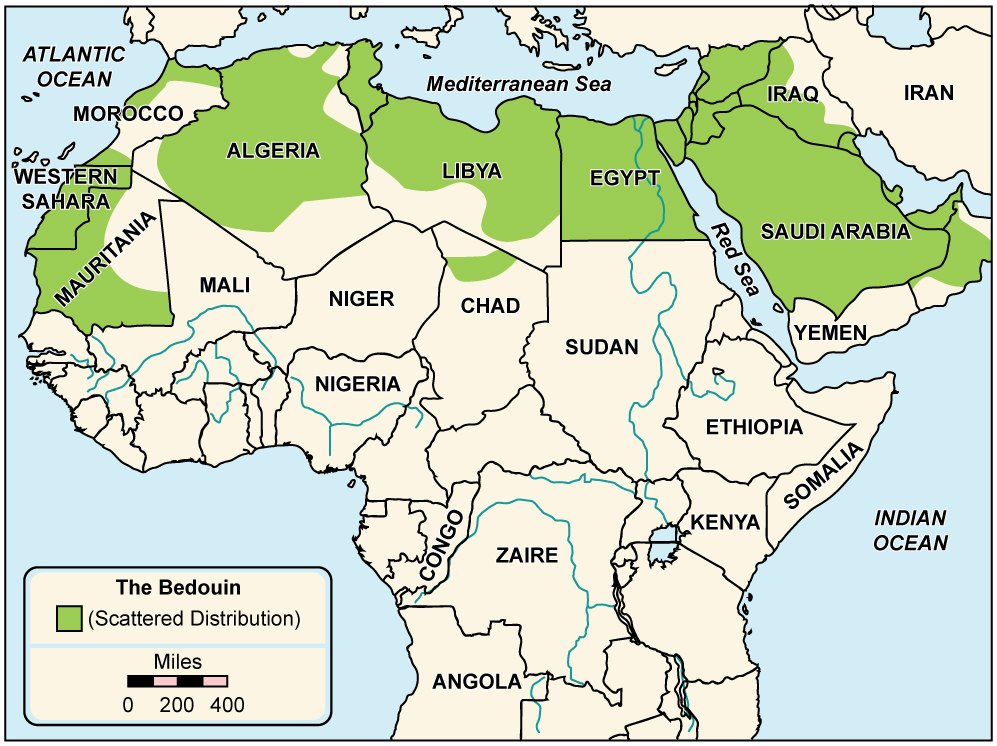 ATLANTIC
OCEAN
Mediterranean Sea
MOROCCO
IRAQ
IRAN
ALGERIA
LIBYA
EGYPT
WESTERN
SAHARA
SAUDI ARABIA
MAURITANIA
Red Sea
MALI
NIGER
CHAD
YEMEN
SUDAN
NIGERIA
ETHIOPIA
SOMALIA
CONGO
KENYA
INDIAN
OCEAN
ZAIRE
ANGOLA
The Bedouin
(Scattered Distribution)
Miles
0 200 400